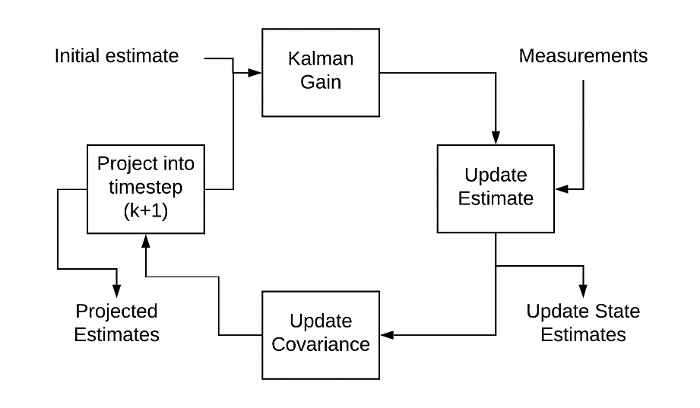 Initial estimate
Kalman
Gain
Measurements
Project into
timestep
(k+1)
Update
Estimate
Projected
Estimates
Update
Covariance
Update State
Estimates